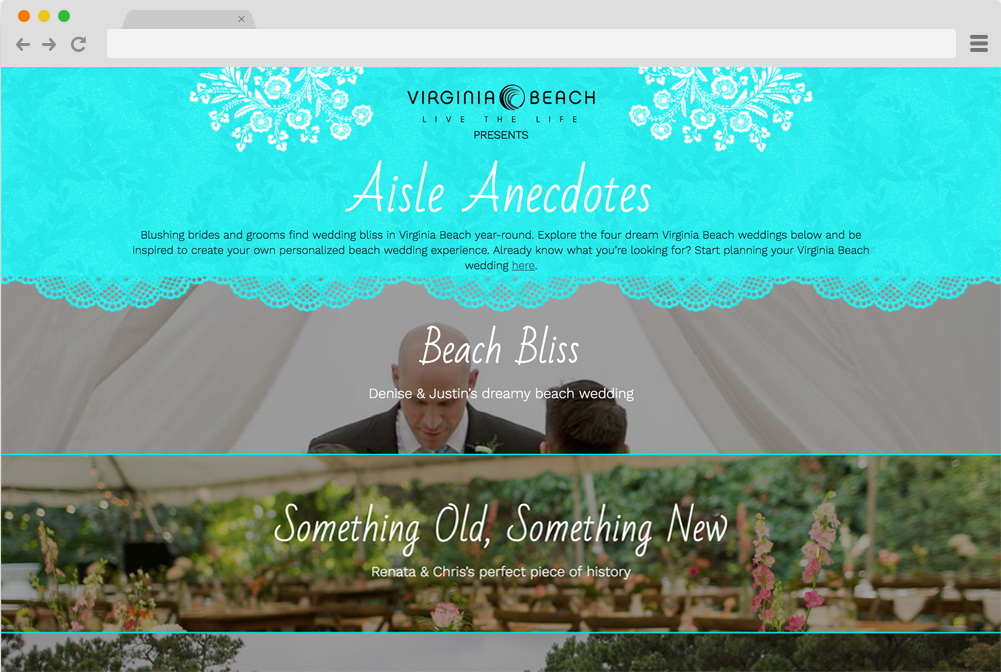 VIRGINIA BEACH
LIVE THE LIFE
PRESENTS
Aisle Anecdotes
Blushing brides and grooms find wedding bliss in Virginia Beach year-round. Explore the four dream Virginia Beach weddings below and be
inspired to create your own personalized beach wedding experience. Already know what you're looking for? Start planning your Virginia Beach
wedding here.
Beach Bliss
Denise & Justin's dreamy beach wedding
Something Old, Something New
Renata & Chris's perfect piece of history